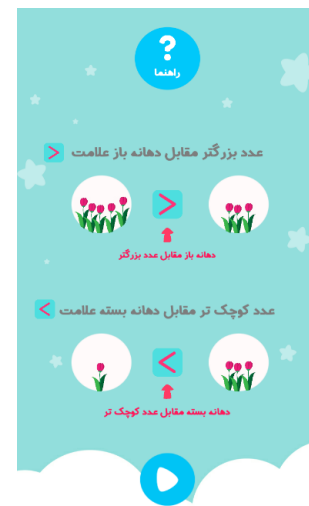 ?
راهنما
عدد بزرگتر مقابل دهانه باز علامت >
>
دهانه باز مقابل عدد بزرگتر
عدد کوچک تر مقابل دهانه بسته علامت <
<
دهانه بسته مقابل عدد کوچک تر